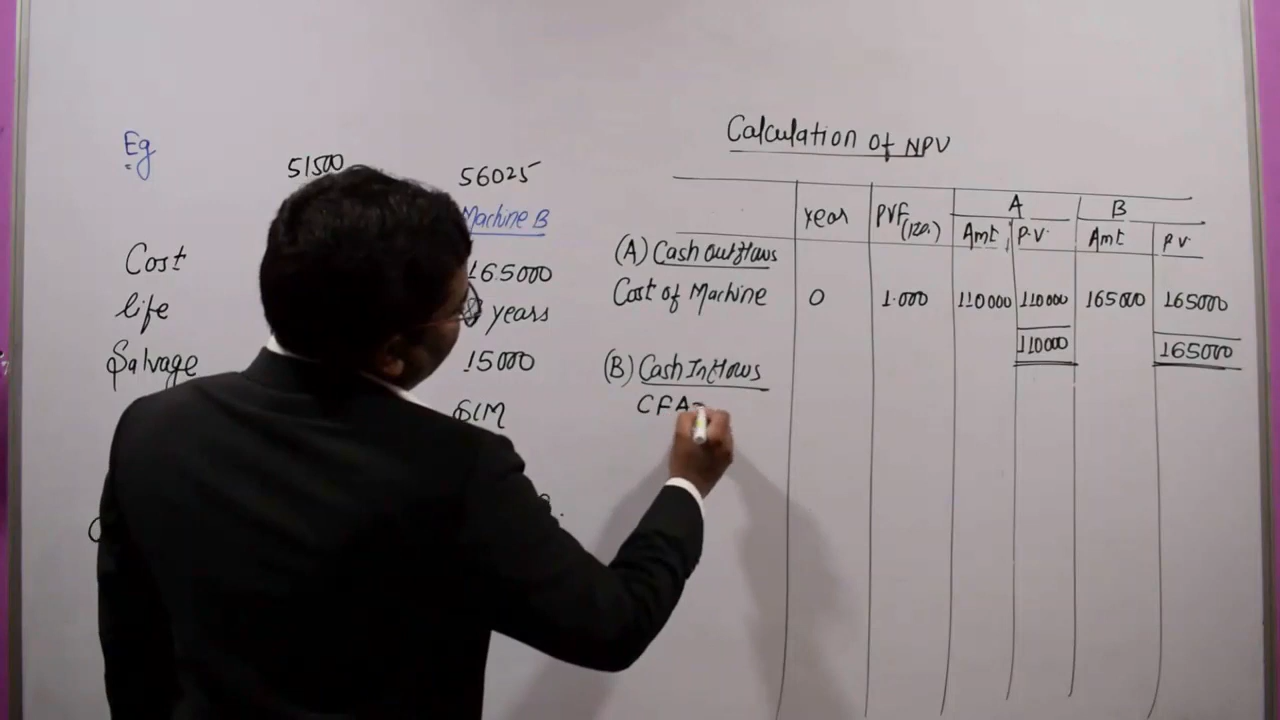 Eg
51500
56025
Machine B
Cost
165000
life
years
Salvage
15000
SLM
Calculation of NPV
year
PVF (12%)
A
B
Amt
P.V.
Amt
P.V.
(A) Cash outflows
Cost of Machine 0 1.000 110000 110000 165000 165000
110000
165000
(B) Cash Inflows
CFA